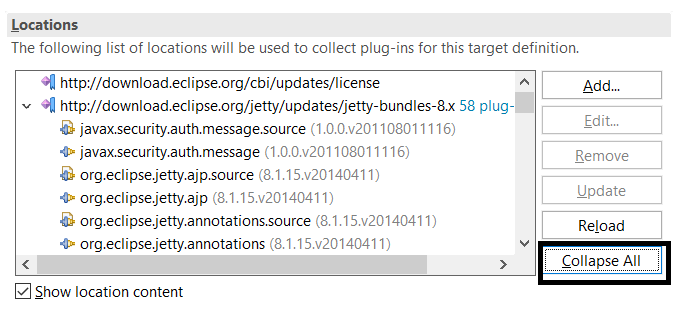 Locations
The following list of locations will be used to collect plug-ins for this target definition.
http://download.eclipse.org/cbi/updates/license
http://download.eclipse.org/jetty/updates/jetty-bundles-8.x 58 plug-
javax.security.auth.message.source (1.0.0.v201108011116)
javax.security.auth.message (1.0.0.v201108011116)
org.eclipse.jetty.ajp.source (8.1.15.v20140411)
org.eclipse.jetty.ajp (8.1.15.v20140411)
org.eclipse.jetty.annotations.source (8.1.15.v20140411)
org.eclipse.jetty.annotations (8.1.15.v20140411)
Add...
Edit...
Remove
Update
Reload
Collapse All
Show location content